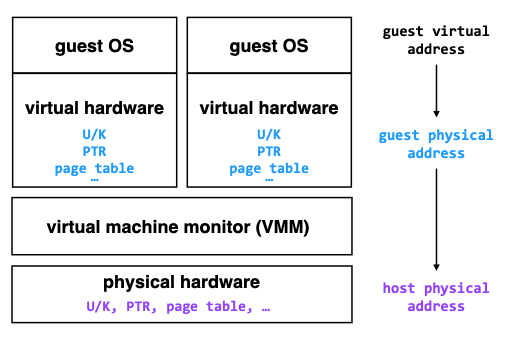 guest OS
guest OS
guest virtual
address
virtual hardware
U/K
PTR
page table
…
virtual hardware
U/K
PTR
page table
…
guest physical
address
virtual machine monitor (VMM)
physical hardware
U/K, PTR, page table, …
host physical
address